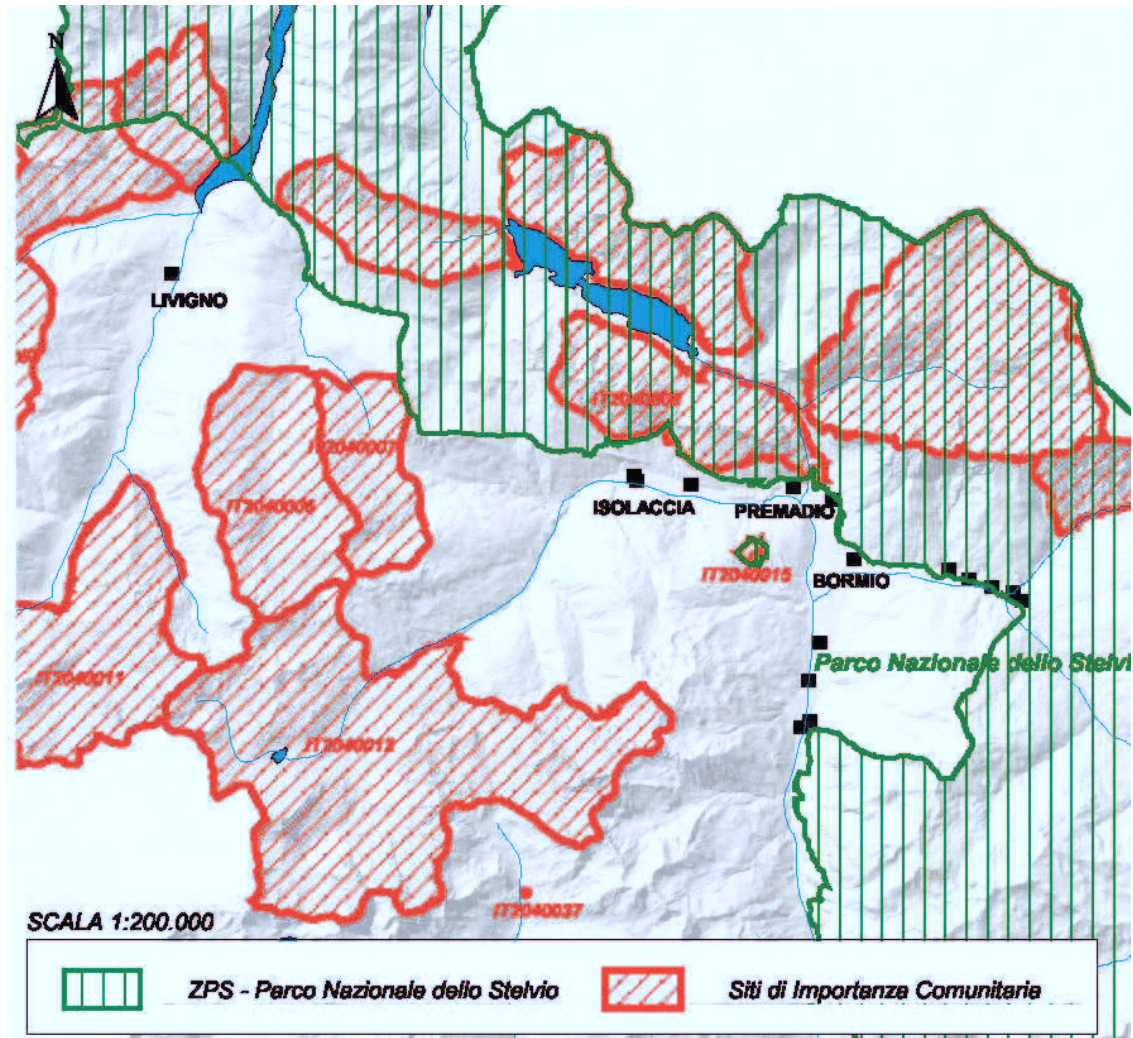 N
LIVIGNO
IT2040007
ISOLACCIA
PREMADIO
IT2040015
BORMIO
Parco Nazionale dello Stelvi
IT2040011
IT2040012
IT2040037
SCALA 1:200.000
ZPS - Parco Nazionale dello Stelvio
Siti di Importanza Comunitaria